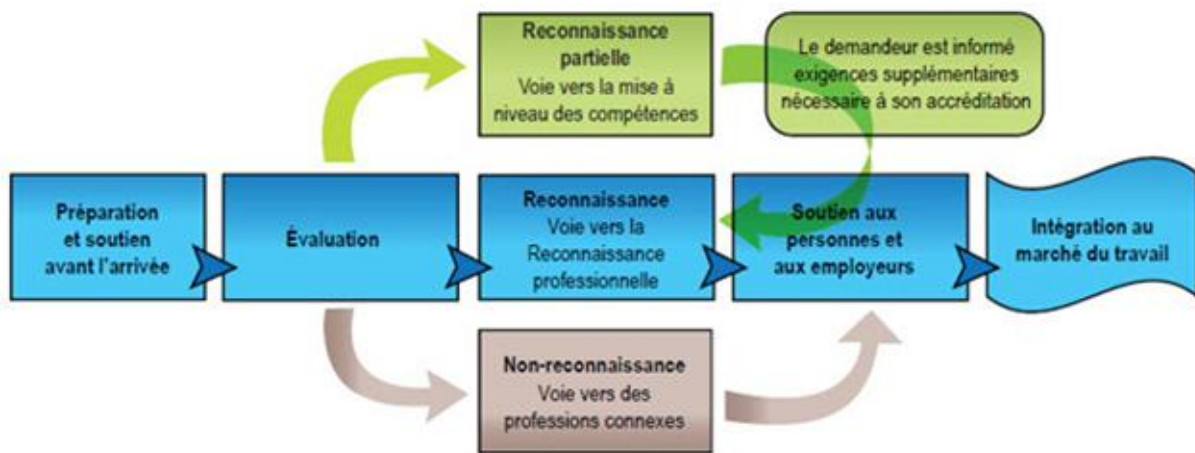 Reconnaissance
partielle
Voie vers la mise à
niveau des compétences
Le demandeur est informé
exigences supplémentaires
nécessaire à son accréditation
Préparation
et soutien
avant l'arrivée
Évaluation
Reconnaissance
Voie vers la
Reconnaissance
professionnelle
Soutien aux
personnes et
aux employeurs
Intégration au
marché du travail
Non-reconnaissance
Voie vers des
professions connexes